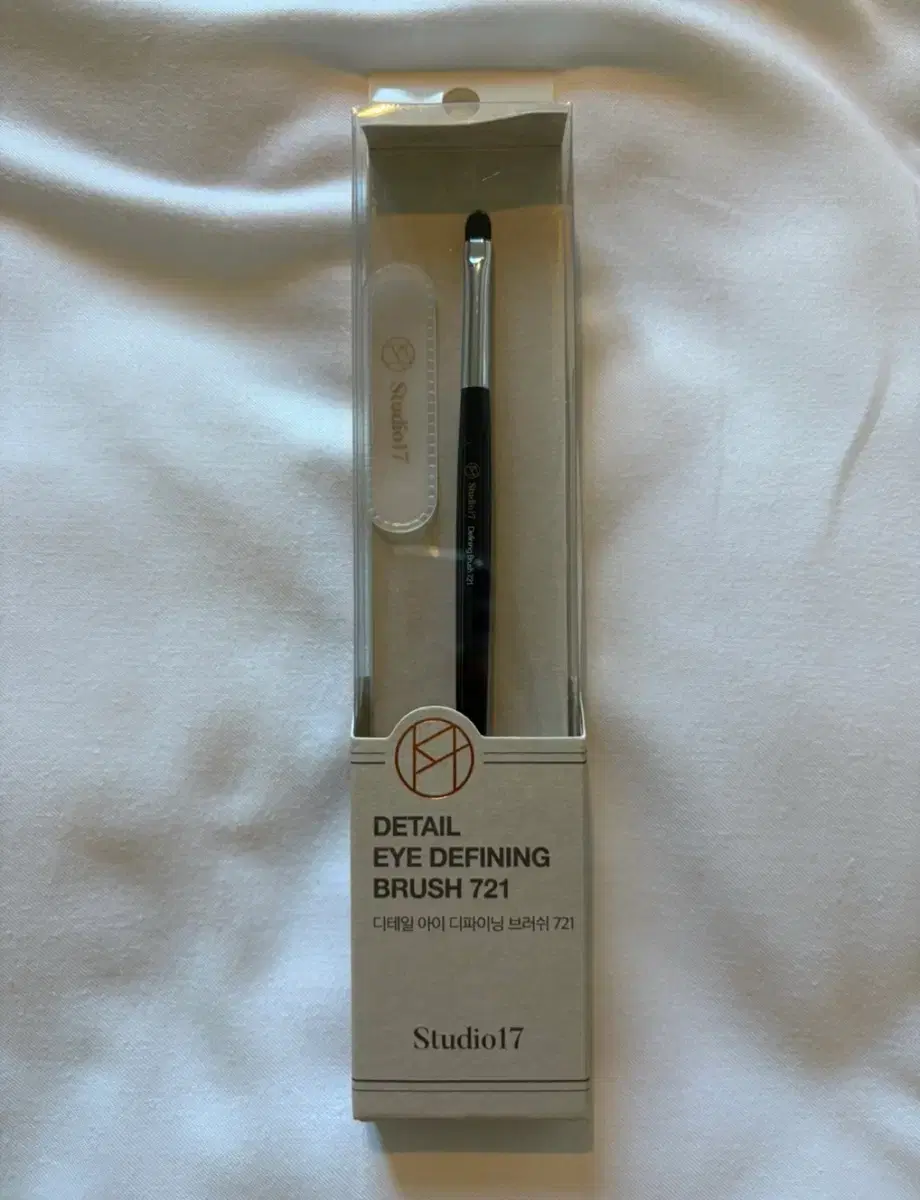 Studio17
Studio17 Defining Brush 721
DETAIL
EYE DEFINING
BRUSH 721
디테일 아이 디파이닝 브러쉬 721
Studio17